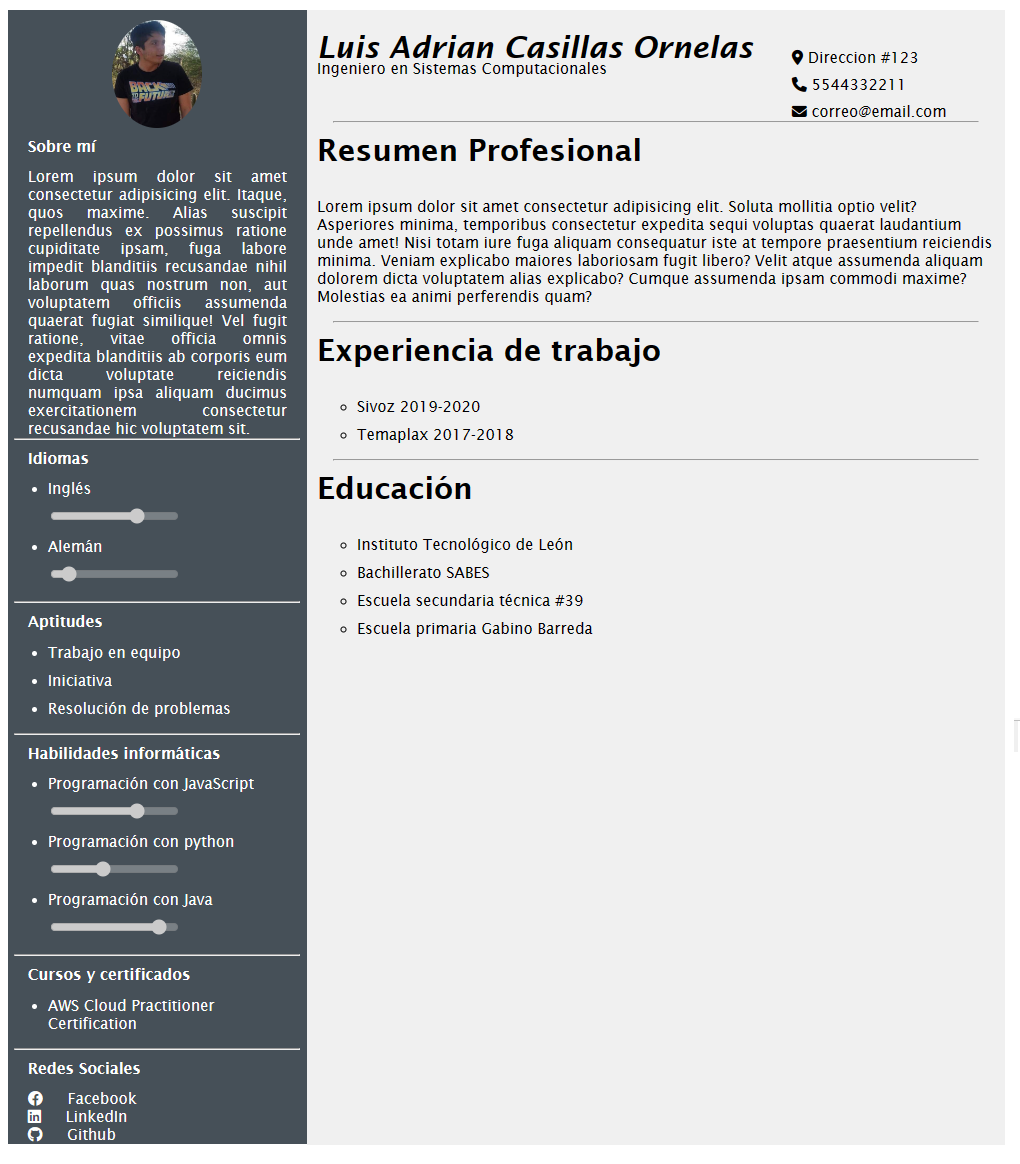 BACK
TO THE
FUTURE
Sobre mí
Lorem ipsum dolor sit amet
consectetur adipisicing elit. Itaque,
quos maxime. Alias suscipit
repellendus ex possimus ratione
cupiditate ipsam, fuga labore
impedit blanditiis recusandae nihil
laborum quas nostrum non, aut
voluptatem officiis assumenda
quaerat fugiat similique! Vel fugit
ratione, vitae officia omnis
expedita blanditiis ab corporis eum
dicta voluptate reiciendis
numquam ipsa aliquam ducimus
exercitationem consectetur
recusandae hic voluptatem sit.
Idiomas
Inglés
Alemán
Aptitudes
Trabajo en equipo
Iniciativa
Resolución de problemas
Habilidades informáticas
Programación con JavaScript
Programación con python
Programación con Java
Cursos y certificados
AWS Cloud Practitioner
Certification
Redes Sociales
Facebook
LinkedIn
Github
Luis Adrian Casillas Ornelas
Ingeniero en Sistemas Computacionales
Direccion #123
5544332211
correo@email.com
Resumen Profesional
Lorem ipsum dolor sit amet consectetur adipisicing elit. Soluta mollitia optio velit?
Asperiores minima, temporibus consectetur expedita sequi voluptas quaerat laudantium
unde amet! Nisi totam iure fuga aliquam consequatur iste at tempore praesentium reiciendis
minima. Veniam explicabo maiores laboriosam fugit libero? Velit atque assumenda aliquam
dolorem dicta voluptatem alias explicabo? Cumque assumenda ipsam commodi maxime?
Molestias ea animi perferendis quam?
Experiencia de trabajo
Sivoz 2019-2020
Temaplax 2017-2018
Educación
Instituto Tecnológico de León
Bachillerato SABES
Escuela secundaria técnica #39
Escuela primaria Gabino Barreda